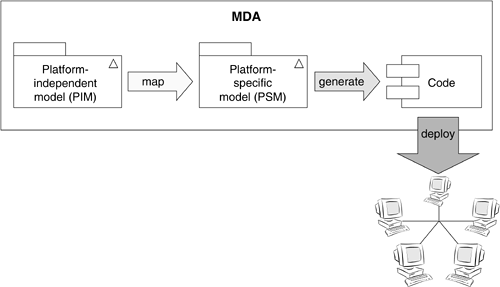 MDA
Platform-
independent
model (PIM)
map
Platform-
specific
model (PSM)
generate
Code
deploy